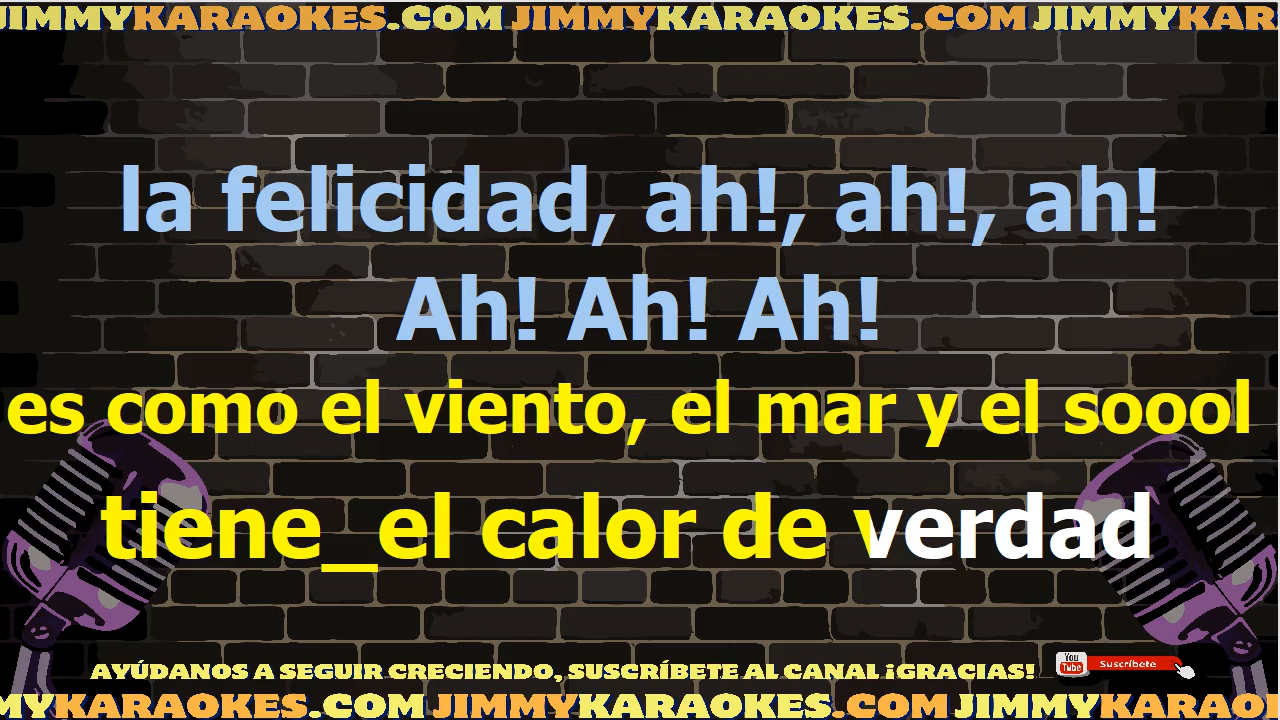 JIMMYKARAOKES.COM JIMMYKARAOKES.COM JIMMYKAR
la felicidad, ah!, ah!, ah!
Ah! Ah! Ah!
es como el viento, el mar y el soool
tiene_el calor de verdad
AYÚDANOS A SEGUIR CRECIENDO, SUSCRÍBETE AL CANAL ¡GRACIAS!
You Tube Suscríbete
MYKARAOKES.COM JIMMYKARAOKES.COM JIMMYKARAO